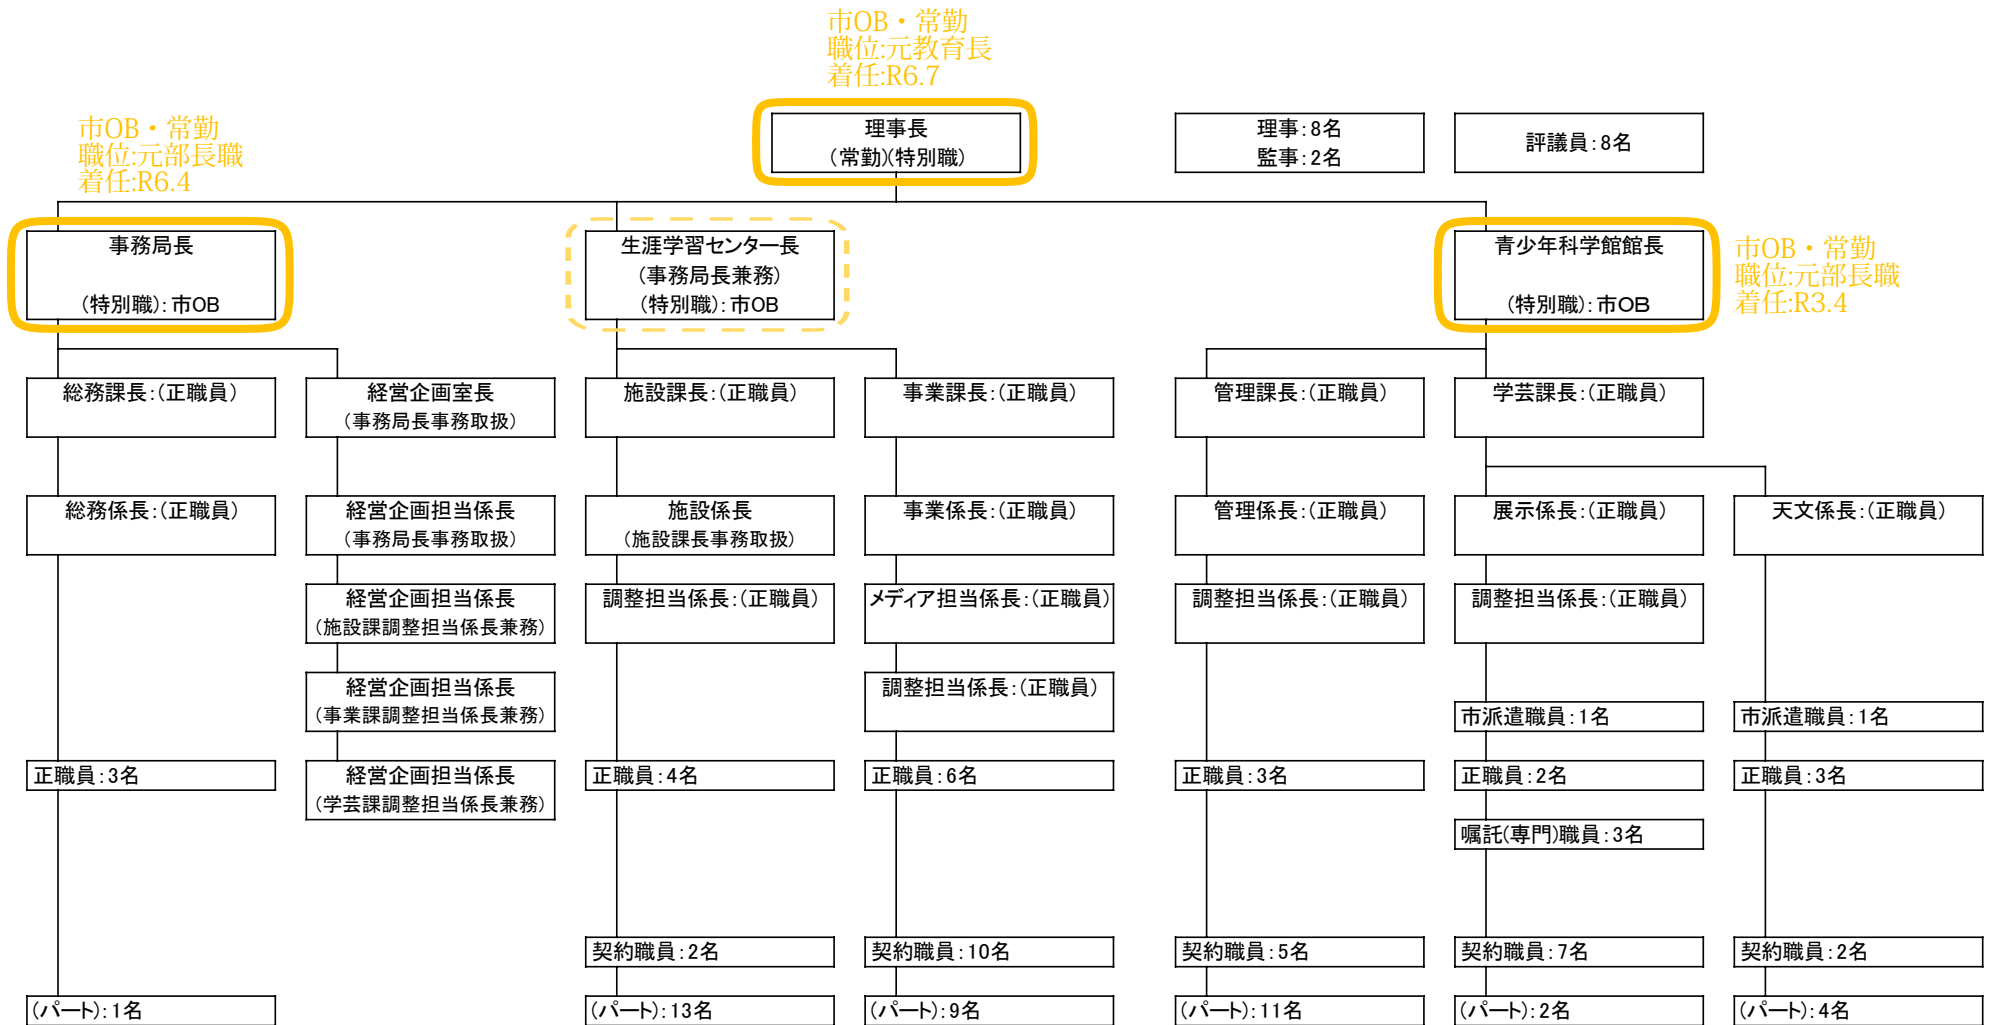 市OB・常勤
職位:元教育長
着任:R6.7
市OB・常勤
職位:元部長職
着任:R6.4
理事長
(常勤)(特別職)
理事:8名
監事:2名
評議員:8名
事務局長
(特別職):市OB
生涯学習センター長
(事務局長兼務)
(特別職):市OB
青少年科学館館長
(特別職):市OB
市OB・常勤
職位:元部長職
着任:R3.4
総務課長:(正職員)
経営企画室長
(事務局長事務取扱)
施設課長:(正職員)
事業課長:(正職員)
管理課長:(正職員)
学芸課長:(正職員)
総務係長:(正職員)
経営企画担当係長
(事務局長事務取扱)
施設係長
(施設課長事務取扱)
事業係長:(正職員)
管理係長:(正職員)
展示係長:(正職員)
天文係長:(正職員)
経営企画担当係長
(施設課調整担当係長兼務)
調整担当係長:(正職員)
メディア担当係長:(正職員)
調整担当係長:(正職員)
調整担当係長:(正職員)
経営企画担当係長
(事業課調整担当係長兼務)
調整担当係長:(正職員)
市派遣職員:1名
市派遣職員:1名
正職員:3名
経営企画担当係長
(学芸課調整担当係長兼務)
正職員:4名
正職員:6名
正職員:3名
正職員:2名
正職員:3名
嘱託(専門)職員:3名
契約職員:2名
契約職員:10名
契約職員:5名
契約職員:7名
契約職員:2名
(パート):1名
(パート):13名
(パート):9名
(パート):11名
(パート):2名
(パート):4名